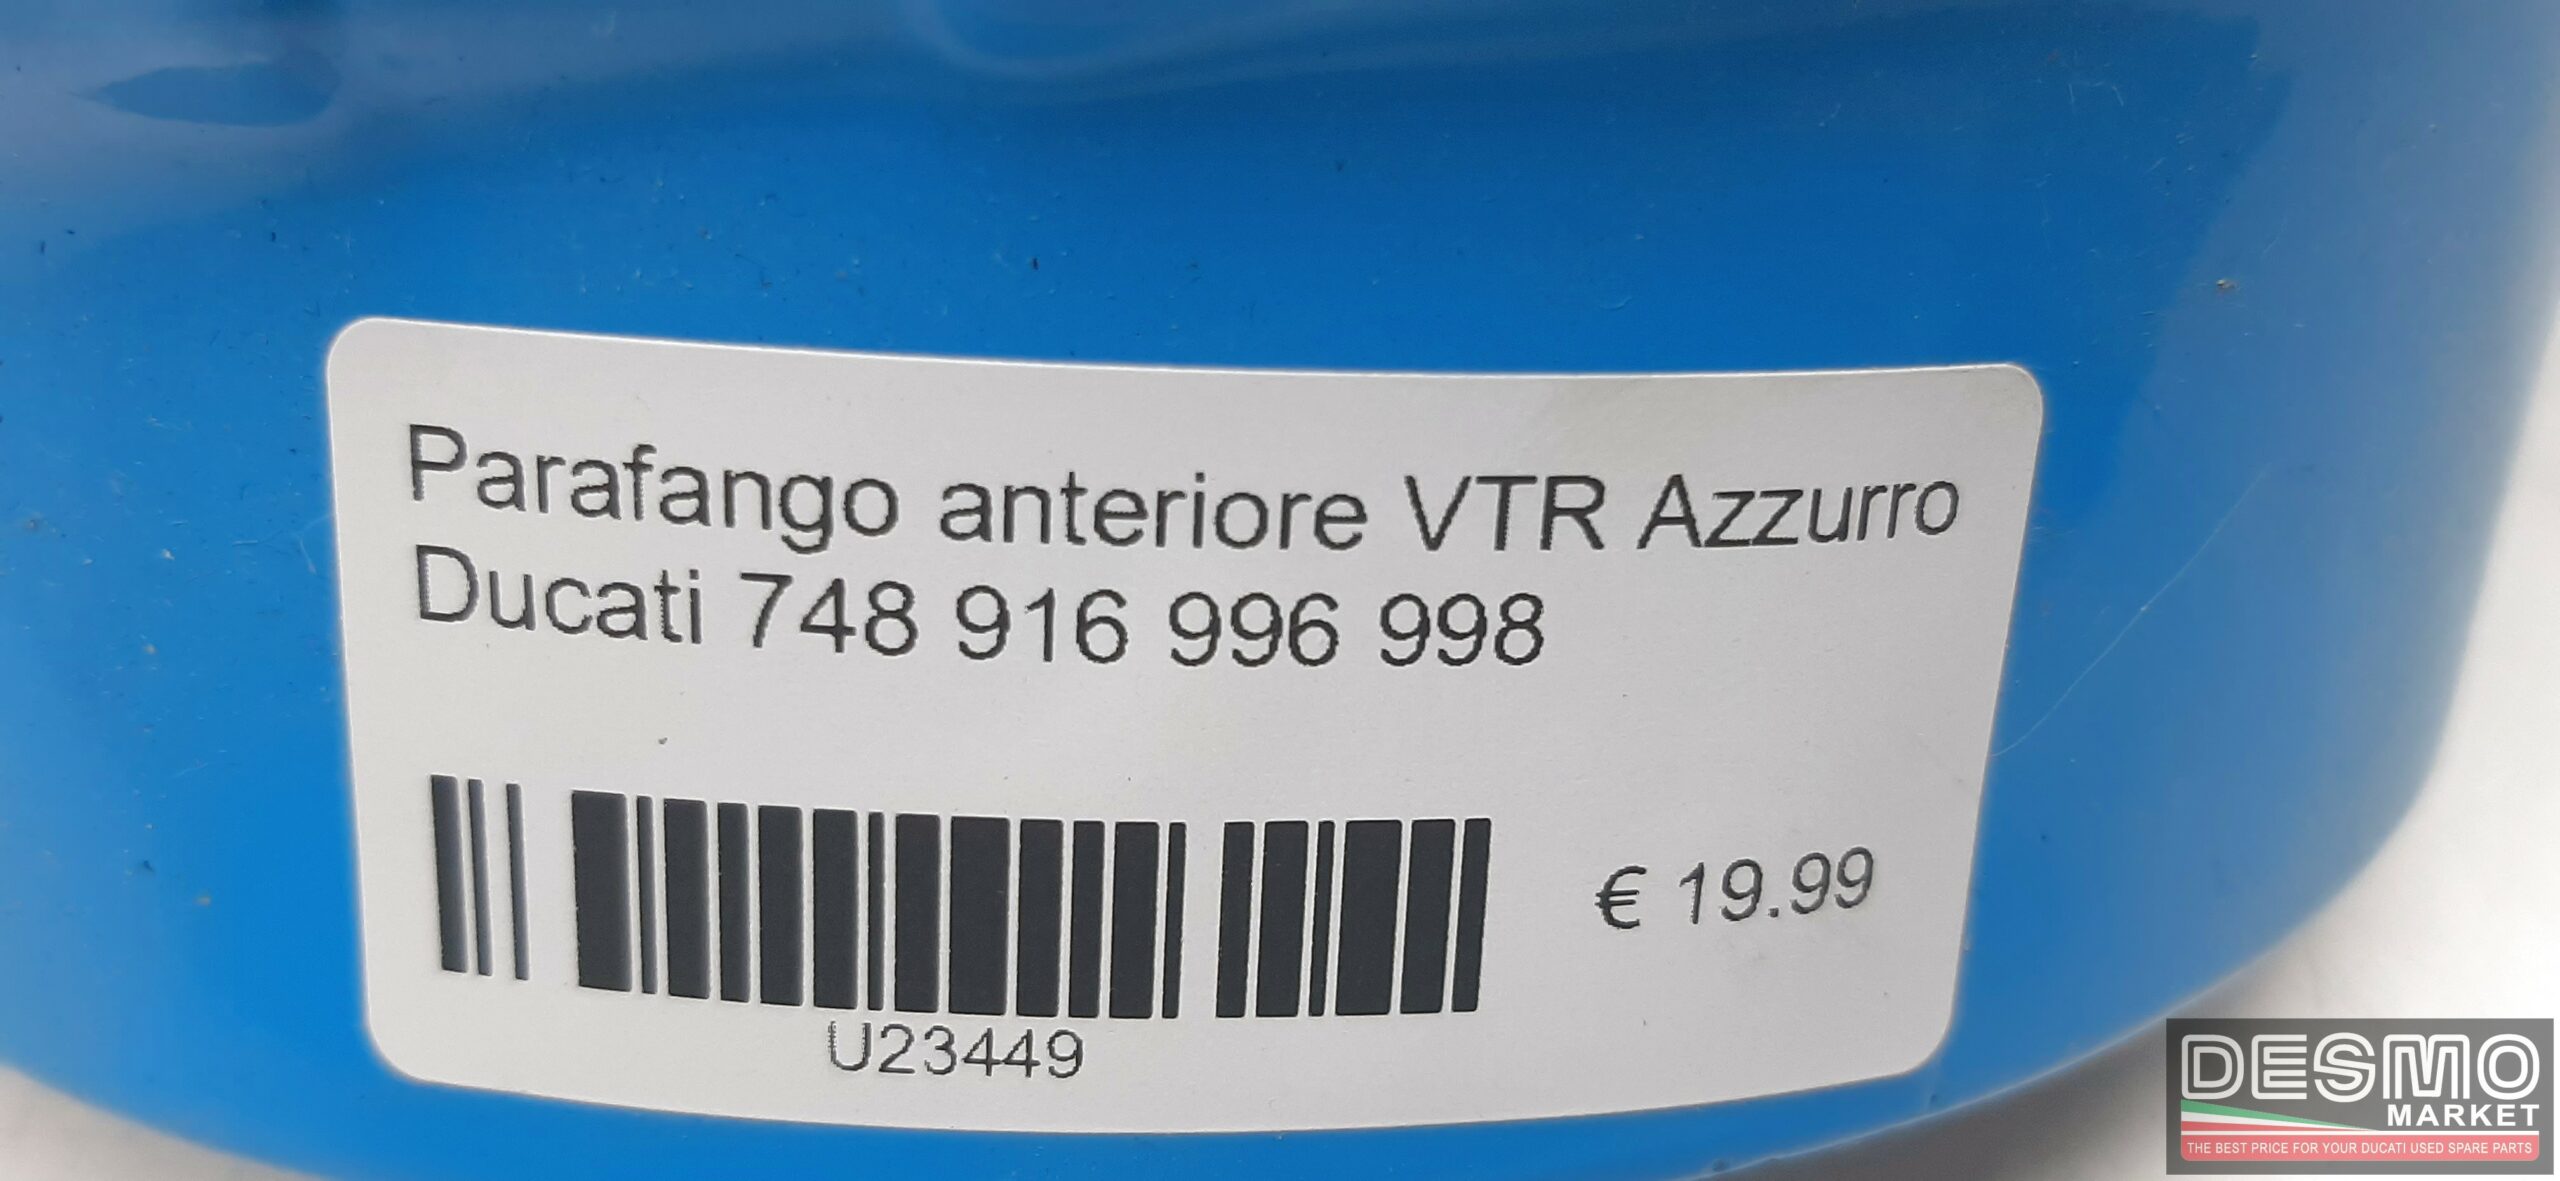 Parafango anteriore VTR Azzurro
Ducati 748 916 996 998
€ 19.99
U23449
DESMO
MARKET
THE BEST PRICE FOR YOUR DUCATI USED SPARE PARTS